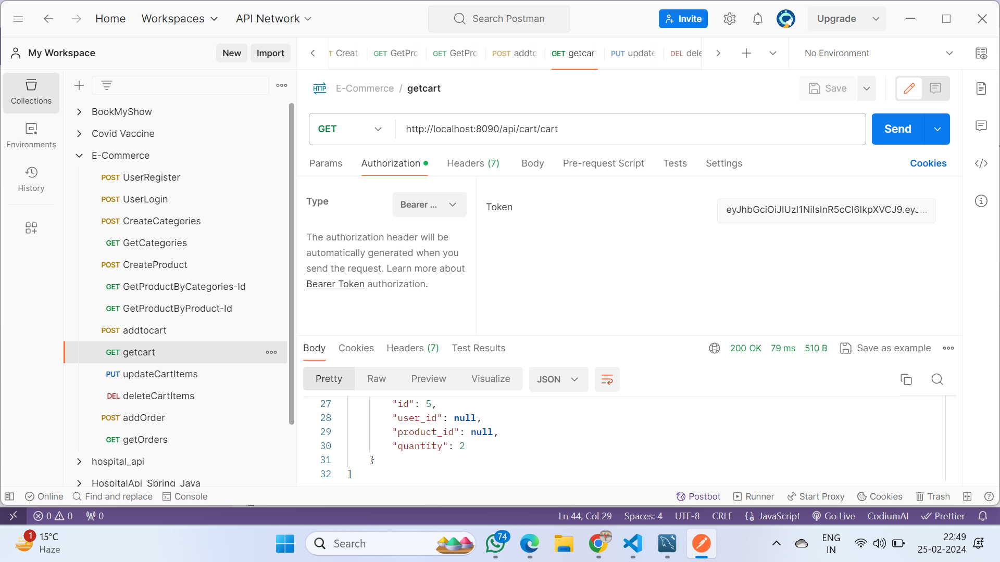 Home
Workspaces
API Network
Search Postman
Invite
Upgrade
My Workspace
New
Import
GET GetPro
GET GetPro
POST addto
GET getcar
PUT update
DEL dele
No Environment
Collections
Environments
History
BookMyShow
Covid Vaccine
E-Commerce
POST UserRegister
POST UserLogin
POST CreateCategories
GET GetCategories
POST CreateProduct
GET GetProductByCategories-Id
GET GetProductByProduct-Id
POST addtocart
GET getcart
PUT updateCartItems
DEL deleteCartItems
POST addOrder
GET getOrders
hospital_api
HospitalApi_Spring_Java
HTTP E-Commerce / getcart
Save
GET
http://localhost:8090/api/cart/cart
Send
Params
Authorization
Headers (7)
Body
Pre-request Script
Tests
Settings
Cookies
Type
Bearer ...
The authorization header will be
automatically generated when you
send the request. Learn more about
Bearer Token authorization.
Token
Body
Cookies
Headers (7)
Test Results
200 OK
79 ms
510 B
Save as example
Pretty
Raw
Preview
Visualize
JSON
27 "id": 5,
28 "user_id": null,
29 "product_id": null,
30 "quantity": 2
31 }
32 ]
Online
Find and replace
Console
Postbot
Runner
Start Proxy
Cookies
Trash
0 0
0
Ln 44, Col 29
Spaces: 4
UTF-8
CRLF
JavaScript
Go Live
CodiumAI
Prettier
1
15°C
Haze
Search
74
ENG
IN
22:49
25-02-2024